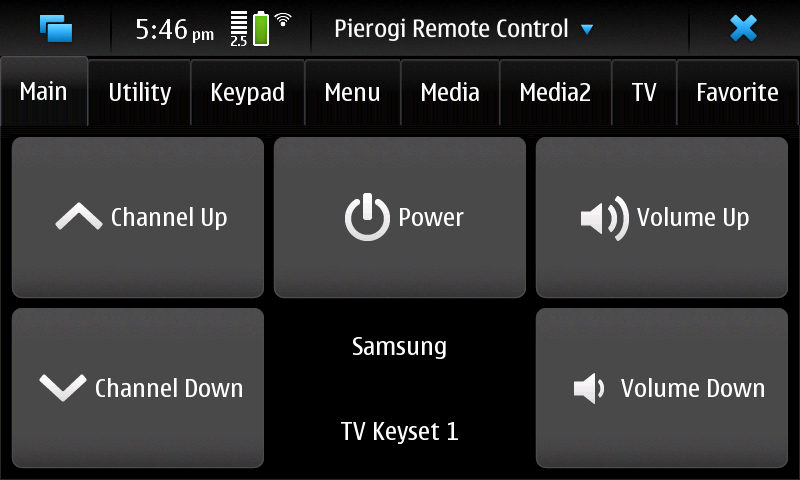 5:46 pm 2.5 Pierogi Remote Control
Main Utility Keypad Menu Media Media2 TV Favorite
Channel Up Power Volume Up
Samsung
Channel Down Volume Down
TV Keyset 1